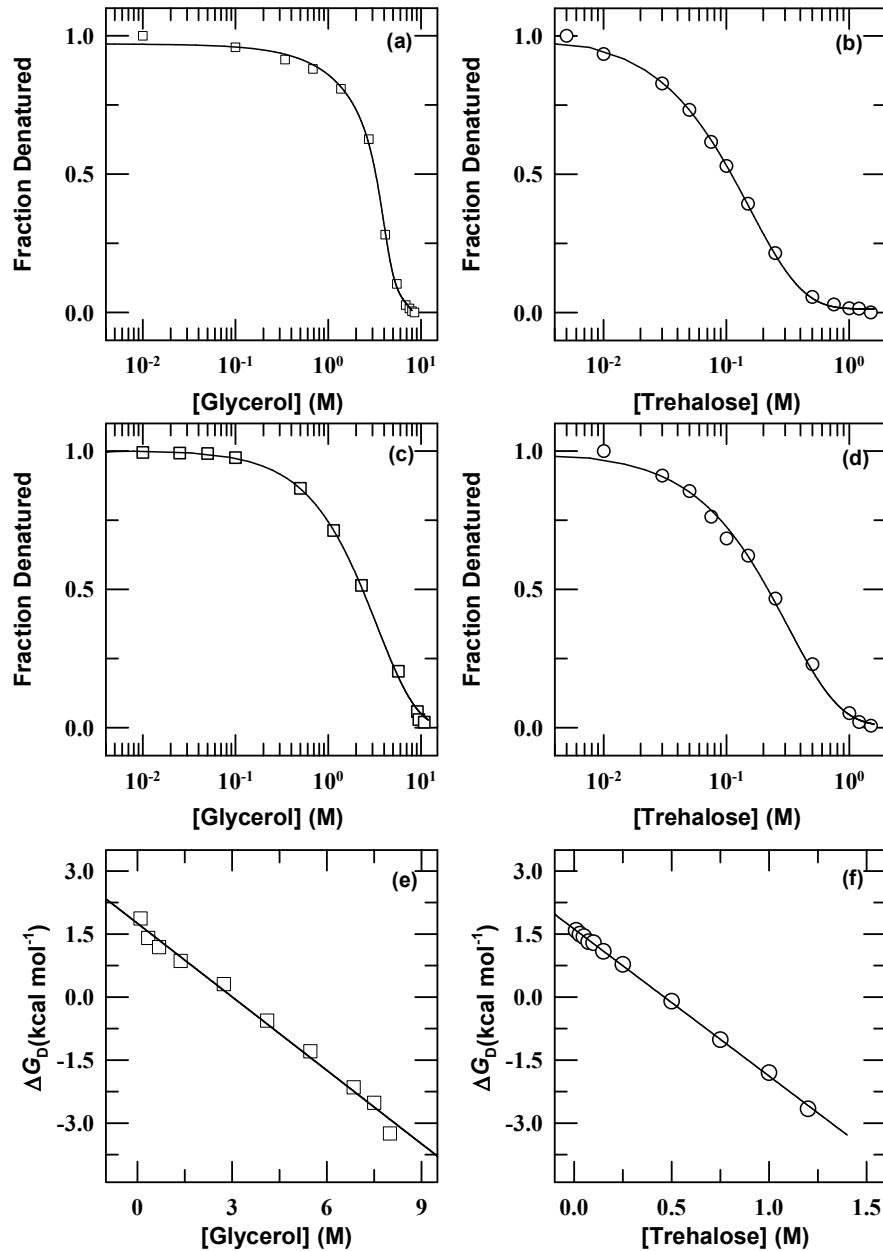 (a)
1.0
0.5
0.0
Fraction Denatured
10⁻² 10⁻¹ 10⁰ 10¹
[Glycerol] (M)
(b)
1.0
0.5
0.0
Fraction Denatured
10⁻² 10⁻¹ 10⁰
[Trehalose] (M)
(c)
1.0
0.5
0.0
Fraction Denatured
10⁻² 10⁻¹ 10⁰ 10¹
[Glycerol] (M)
(d)
1.0
0.5
0.0
Fraction Denatured
10⁻² 10⁻¹ 10⁰
[Trehalose] (M)
(e)
3.0
1.5
0.0
-1.5
-3.0
ΔG_D(kcal mol⁻¹)
0 3 6 9
[Glycerol] (M)
(f)
3.0
1.5
0.0
-1.5
-3.0
ΔG_D(kcal mol⁻¹)
0.0 0.5 1.0 1.5
[Trehalose] (M)